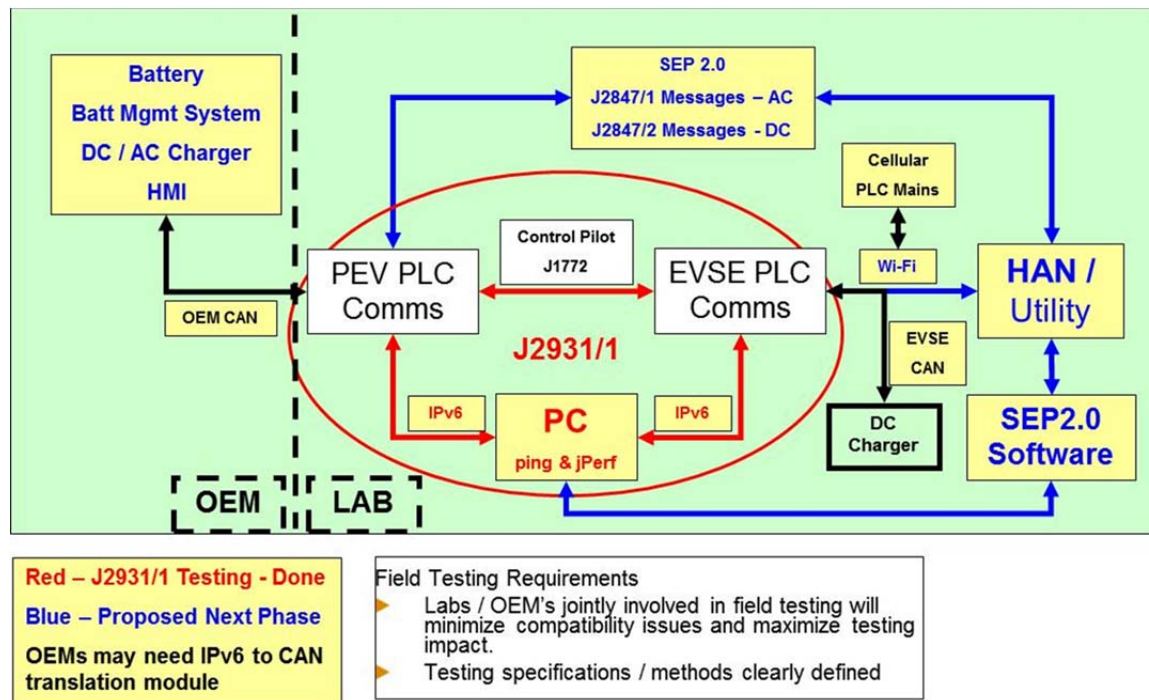 Battery
Batt Mgmt System
DC / AC Charger
HMI
SEP 2.0
J2847/1 Messages – AC
J2847/2 Messages - DC
Cellular
PLC Mains
Control Pilot
J1772
PEV PLC
Comms
EVSE PLC
Comms
Wi-Fi
HAN /
Utility
OEM CAN
J2931/1
EVSE
CAN
IPv6
PC
ping & jPerf
IPv6
DC
Charger
SEP2.0
Software
OEM
LAB
Red – J2931/1 Testing - Done
Blue – Proposed Next Phase
OEMs may need IPv6 to CAN
translation module
Field Testing Requirements
Labs / OEM's jointly involved in field testing will
minimize compatibility issues and maximize testing
impact.
Testing specifications / methods clearly defined